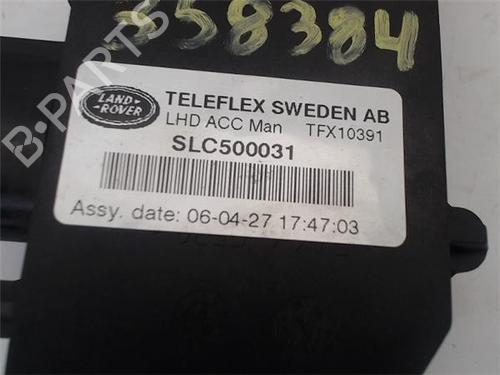 358384
LAND
ROVER
TELEFLEX SWEDEN AB
LHD ACC Man TFX10391
SLC500031
Assy. date: 06-04-27 17:47:03
B-PARTS